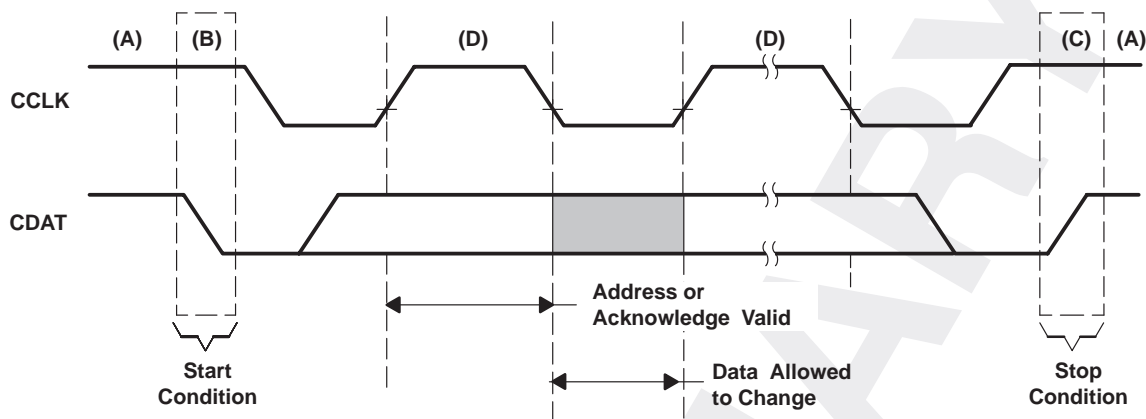 (A) (B) (D) (D) (C) (A)
CCLK
CDAT
Address or
Acknowledge Valid
Start
Condition
Data Allowed
to Change
Stop
Condition